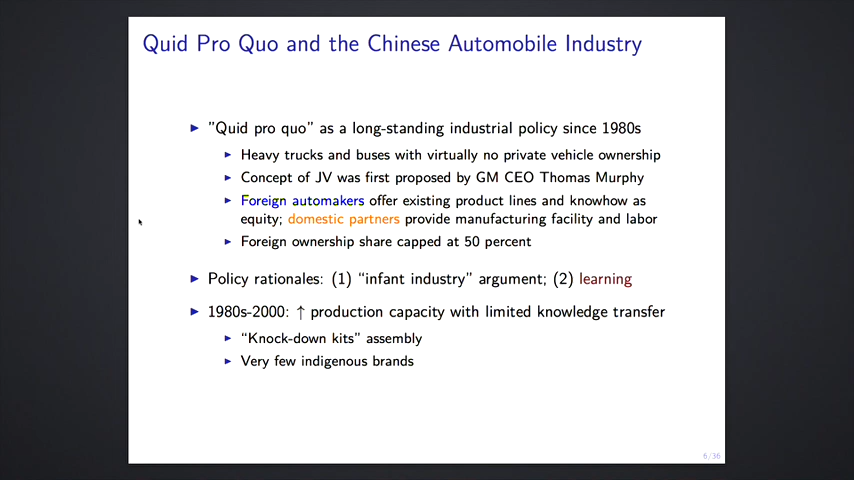 Quid Pro Quo and the Chinese Automobile Industry
"Quid pro quo" as a long-standing industrial policy since 1980s
Heavy trucks and buses with virtually no private vehicle ownership
Concept of JV was first proposed by GM CEO Thomas Murphy
Foreign automakers offer existing product lines and knowhow as
equity; domestic partners provide manufacturing facility and labor
Foreign ownership share capped at 50 percent
Policy rationales: (1) “infant industry” argument; (2) learning
1980s-2000: ↑ production capacity with limited knowledge transfer
“Knock-down kits” assembly
Very few indigenous brands
6/36